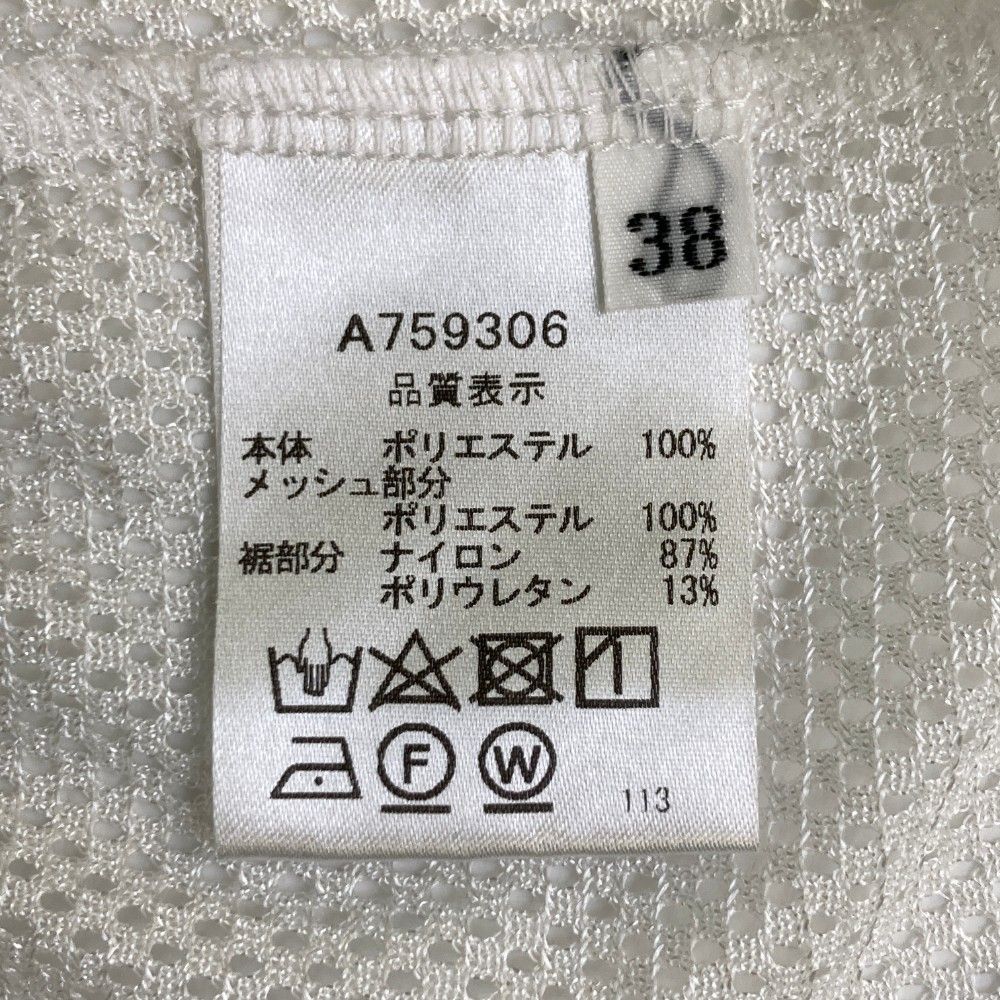 38
A759306
品質表示
本体 ポリエステル 100%
メッシュ部分
ポリエステル 100%
裾部分 ナイロン 87%
ポリウレタン 13%
F W 113